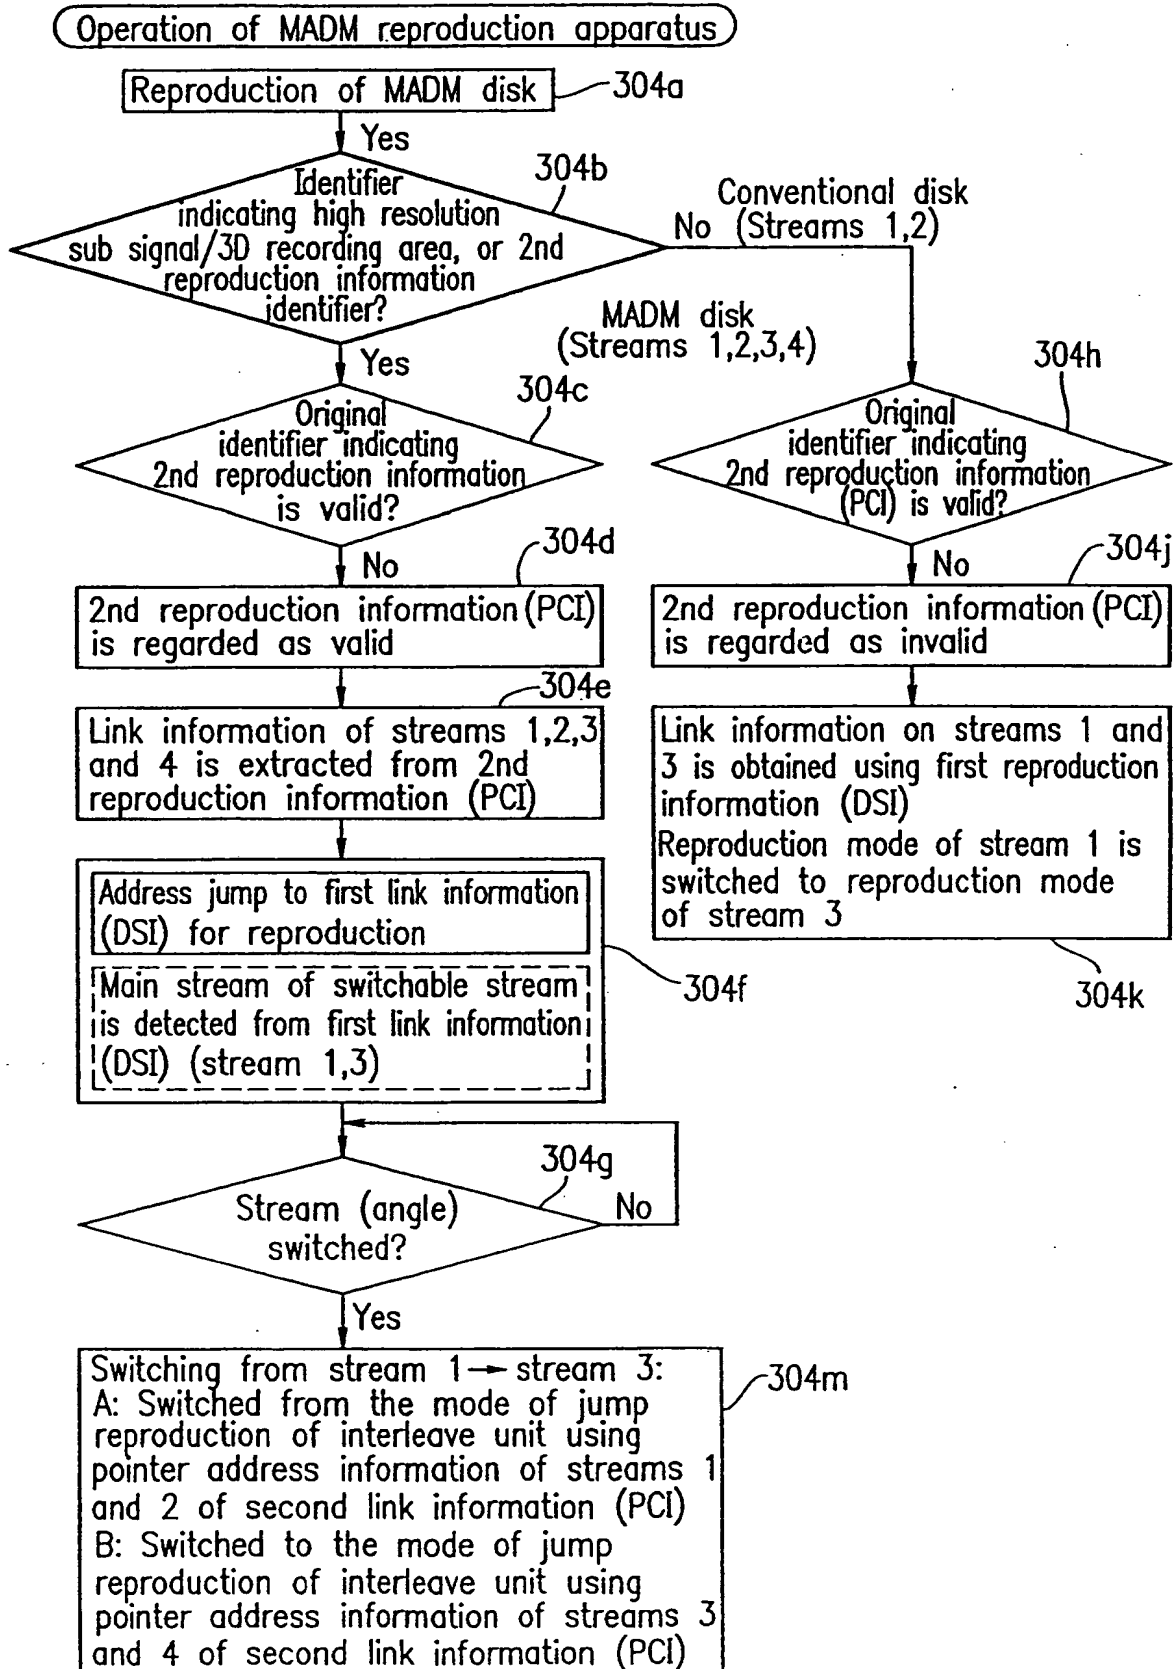 Operation of MADM reproduction apparatus
Reproduction of MADM disk
304a
Yes
304b
Identifier
indicating high resolution
sub signal/3D recording area, or 2nd
reproduction information
identifier?
Conventional disk
No (Streams 1,2)
MADM disk
(Streams 1,2,3,4)
Yes
304c
Original
identifier indicating
2nd reproduction information
is valid?
304h
Original
identifier indicating
2nd reproduction information
(PCI) is valid?
No
304d
2nd reproduction information (PCI)
is regarded as valid
No
304j
2nd reproduction information (PCI)
is regarded as invalid
304e
Link information of streams 1,2,3
and 4 is extracted from 2nd
reproduction information (PCI)
Link information on streams 1 and
3 is obtained using first reproduction
information (DSI)
Reproduction mode of stream 1 is
switched to reproduction mode
of stream 3
304k
Address jump to first link information
(DSI) for reproduction
Main stream of switchable stream
is detected from first link information
(DSI) (stream 1,3)
304f
304g
Stream (angle)
switched?
No
Yes
Switching from stream 1→ stream 3:
A: Switched from the mode of jump
reproduction of interleave unit using
pointer address information of streams 1
and 2 of second link information (PCI)
B: Switched to the mode of jump
reproduction of interleave unit using
pointer address information of streams 3
and 4 of second link information (PCI)
304m